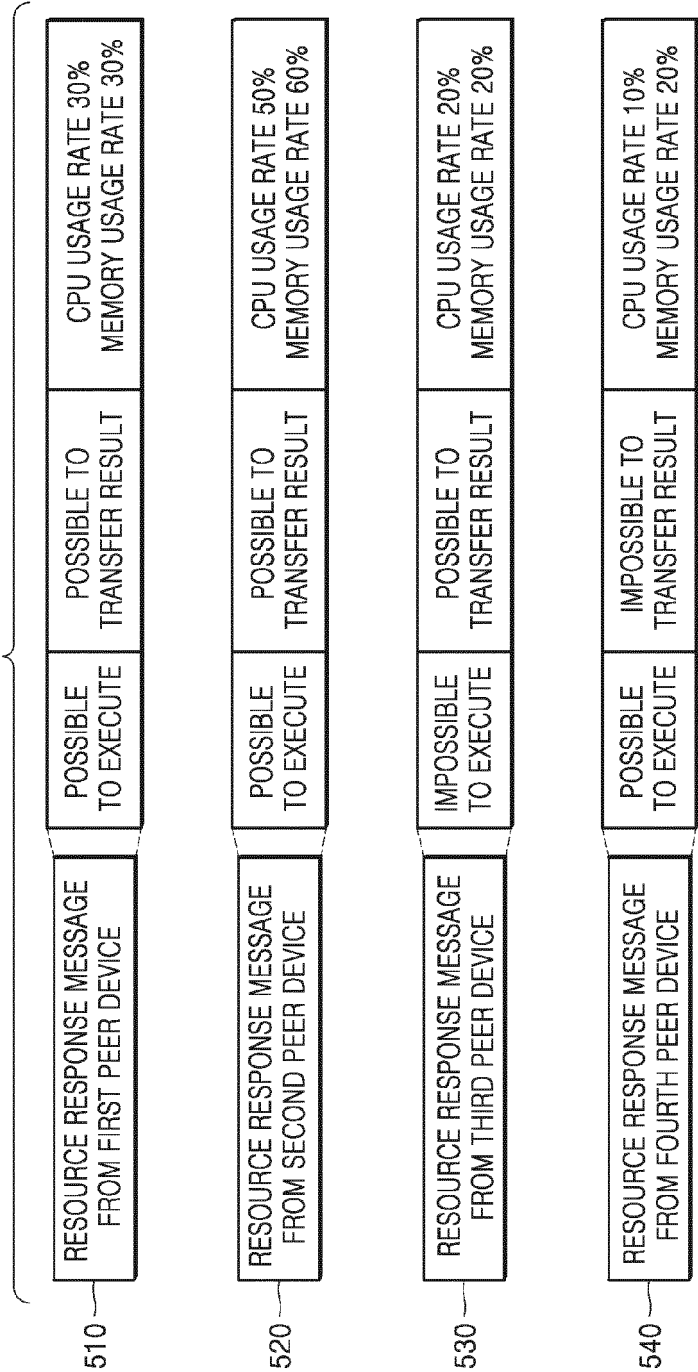 510
RESOURCE RESPONSE MESSAGE
FROM FIRST PEER DEVICE
POSSIBLE
TO EXECUTE
POSSIBLE TO
TRANSFER RESULT
CPU USAGE RATE 30%
MEMORY USAGE RATE 30%
520
RESOURCE RESPONSE MESSAGE
FROM SECOND PEER DEVICE
POSSIBLE
TO EXECUTE
POSSIBLE TO
TRANSFER RESULT
CPU USAGE RATE 50%
MEMORY USAGE RATE 60%
530
RESOURCE RESPONSE MESSAGE
FROM THIRD PEER DEVICE
IMPOSSIBLE
TO EXECUTE
POSSIBLE TO
TRANSFER RESULT
CPU USAGE RATE 20%
MEMORY USAGE RATE 20%
540
RESOURCE RESPONSE MESSAGE
FROM FOURTH PEER DEVICE
POSSIBLE
TO EXECUTE
IMPOSSIBLE TO
TRANSFER RESULT
CPU USAGE RATE 10%
MEMORY USAGE RATE 20%